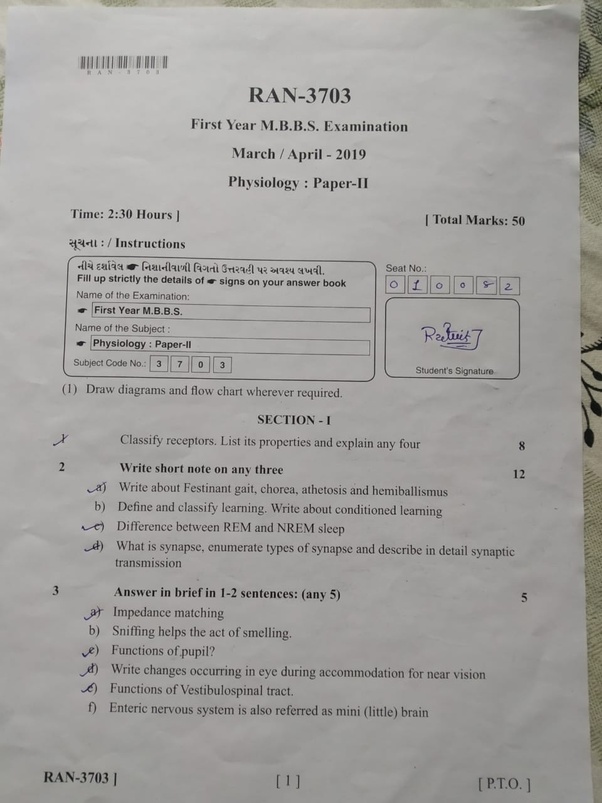 RAN-3703
RAN-3703
First Year M.B.B.S. Examination
March / April - 2019
Physiology : Paper-II
Time: 2:30 Hours ]
[ Total Marks: 50
સૂચના : / Instructions
નીચે દર્શાવેલ ☛ નિશાનીવાળી વિગતો ઉત્તરવહી પર અવશ્ય લખવી.
Fill up strictly the details of ☛ signs on your answer book
Name of the Examination:
☛ First Year M.B.B.S.
Name of the Subject :
☛ Physiology : Paper-II
Subject Code No.: 3 7 0 3
Seat No.:
0 1 0 0 8 2
Student's Signature
(1) Draw diagrams and flow chart wherever required.
SECTION - I
1 Classify receptors. List its properties and explain any four 8
2 Write short note on any three 12
a) Write about Festinant gait, chorea, athetosis and hemiballismus
b) Define and classify learning. Write about conditioned learning
c) Difference between REM and NREM sleep
d) What is synapse, enumerate types of synapse and describe in detail synaptic
transmission
3 Answer in brief in 1-2 sentences: (any 5) 5
a) Impedance matching
b) Sniffing helps the act of smelling.
c) Functions of pupil?
d) Write changes occurring in eye during accommodation for near vision
e) Functions of Vestibulospinal tract.
f) Enteric nervous system is also referred as mini (little) brain
RAN-3703 ]
[ 1 ]
[ P.T.O. ]